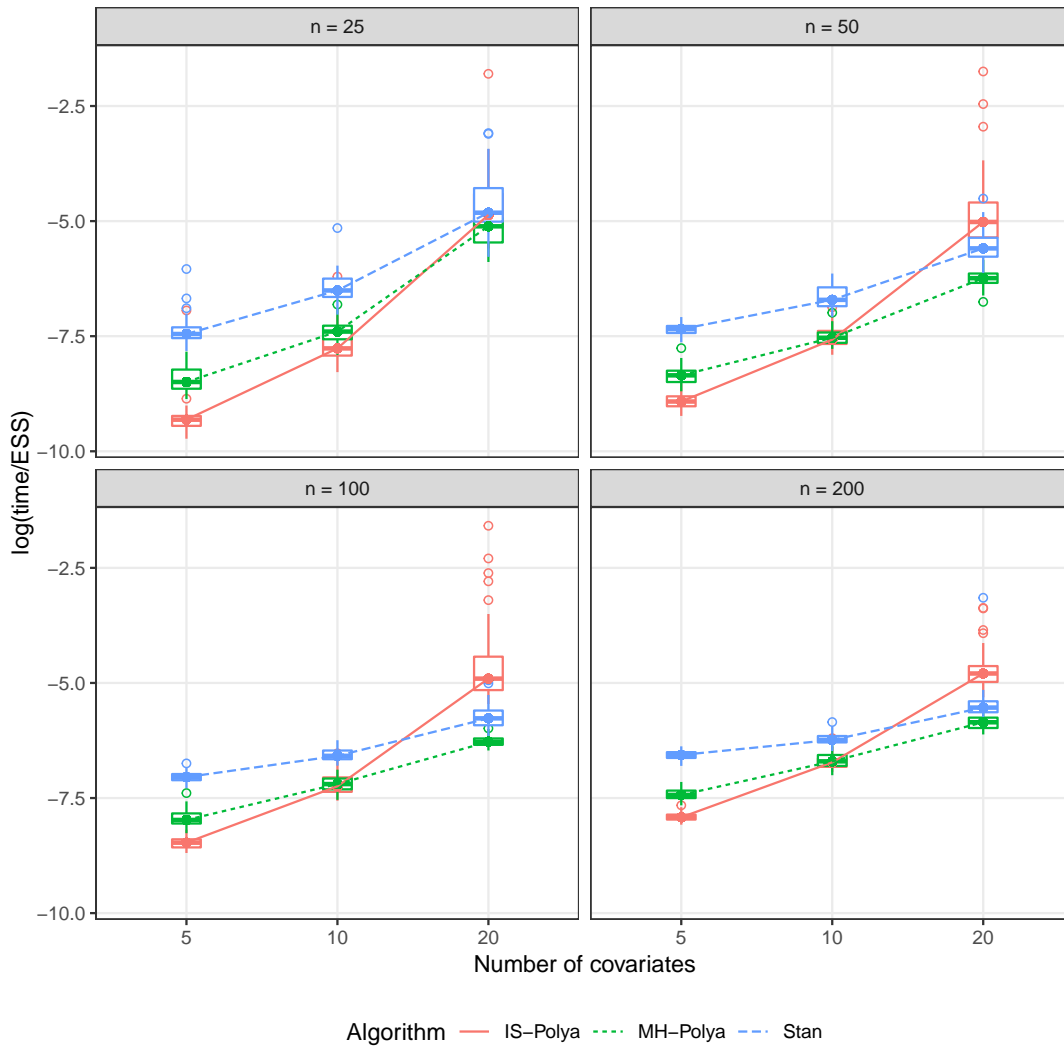 n = 25
n = 50
−2.5
−5.0
−7.5
−10.0
log(time/ESS)
n = 100
n = 200
−2.5
−5.0
−7.5
−10.0
5
10
20
5
10
20
Number of covariates
Algorithm IS−Polya MH−Polya Stan